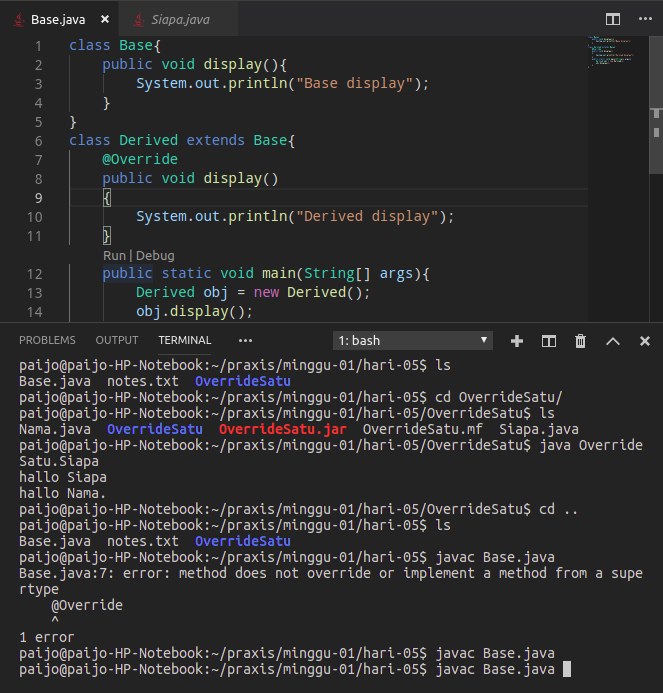 Base.java × Siapa.java
1 class Base{
2 public void display(){
3 System.out.println("Base display");
4 }
5 }
6 class Derived extends Base{
7 @Override
8 public void display()
9 {
10 System.out.println("Derived display");
11 }
Run | Debug
12 public static void main(String[] args){
13 Derived obj = new Derived();
14 obj.display();
PROBLEMS OUTPUT TERMINAL ··· 1: bash
paijo@paijo-HP-Notebook:~/praxis/minggu-01/hari-05$ ls
Base.java notes.txt OverrideSatu
paijo@paijo-HP-Notebook:~/praxis/minggu-01/hari-05$ cd OverrideSatu/
paijo@paijo-HP-Notebook:~/praxis/minggu-01/hari-05/OverrideSatu$ ls
Nama.java OverrideSatu OverrideSatu.jar OverrideSatu.mf Siapa.java
paijo@paijo-HP-Notebook:~/praxis/minggu-01/hari-05/OverrideSatu$ java Override
Satu.Siapa
hallo Siapa
hallo Nama.
paijo@paijo-HP-Notebook:~/praxis/minggu-01/hari-05/OverrideSatu$ cd ..
paijo@paijo-HP-Notebook:~/praxis/minggu-01/hari-05$ ls
Base.java notes.txt OverrideSatu
paijo@paijo-HP-Notebook:~/praxis/minggu-01/hari-05$ javac Base.java
Base.java:7: error: method does not override or implement a method from a supe
rtype
@Override
^
1 error
paijo@paijo-HP-Notebook:~/praxis/minggu-01/hari-05$ javac Base.java
paijo@paijo-HP-Notebook:~/praxis/minggu-01/hari-05$ javac Base.java